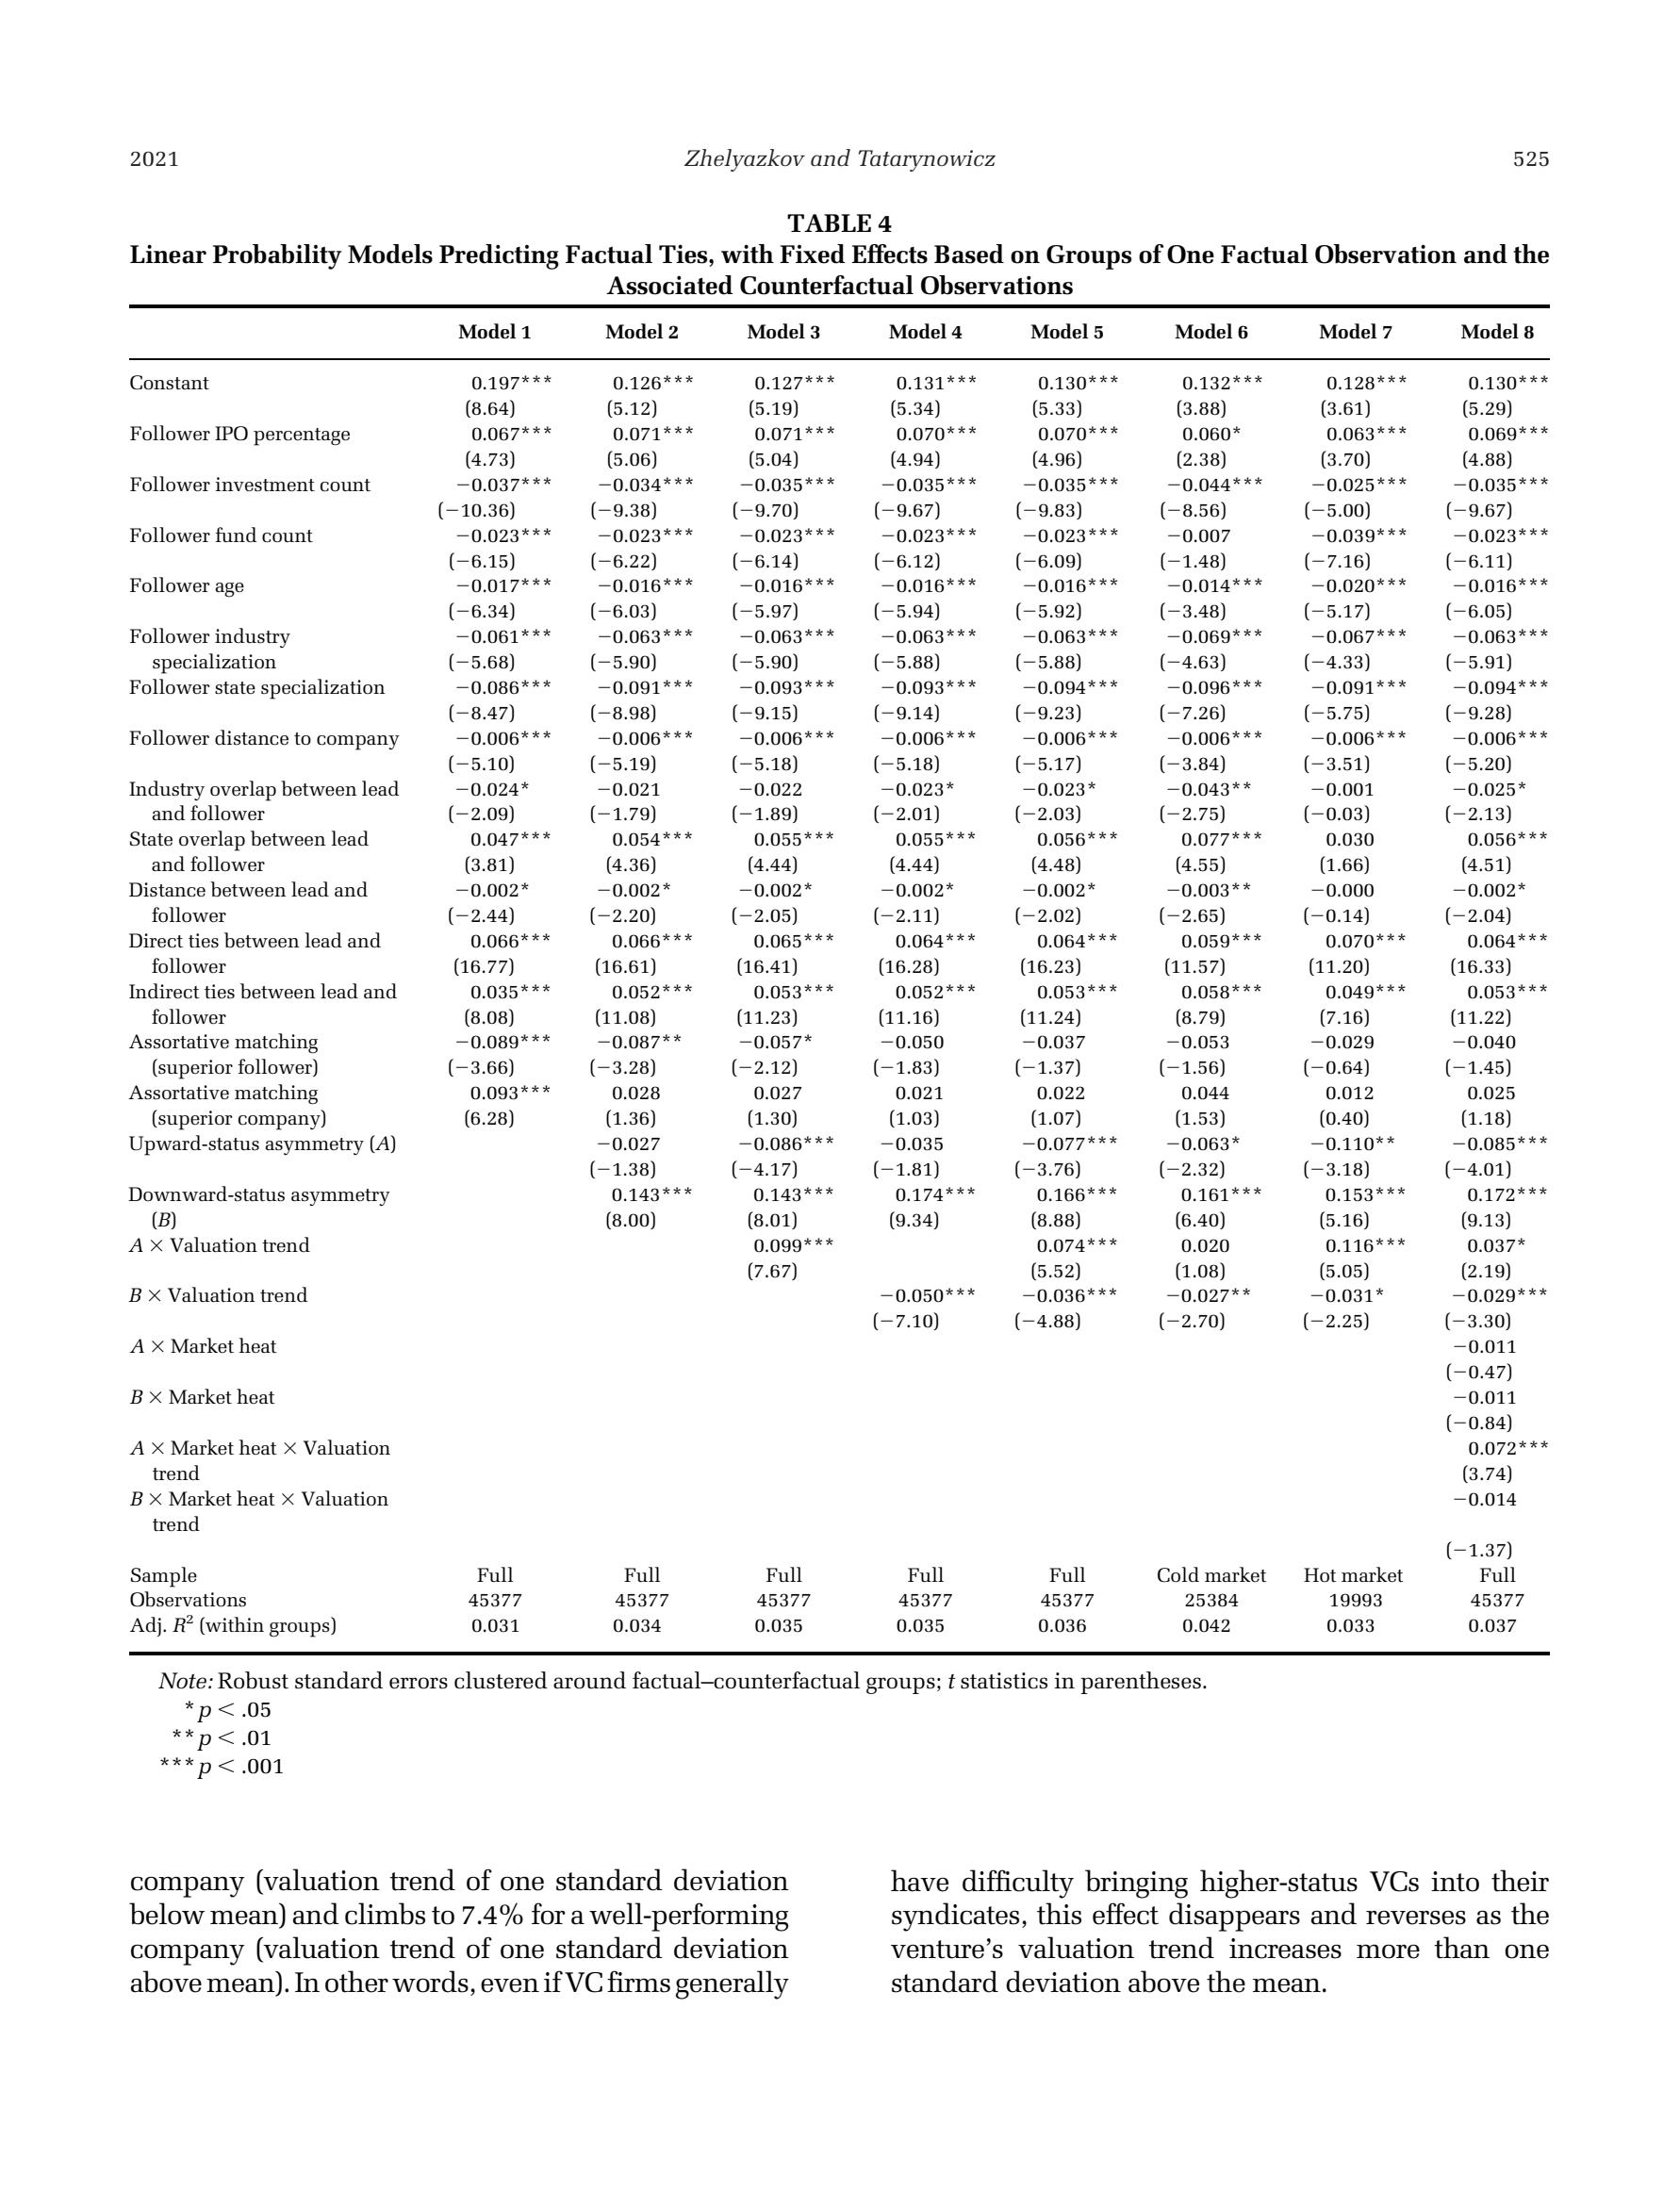 2021 Zhelyazkov and Tatarynowicz 525
TABLE 4
Linear Probability Models Predicting Factual Ties, with Fixed Effects Based on Groups of One Factual Observation and the
Associated Counterfactual Observations
Model 1 Model 2 Model 3 Model 4 Model 5 Model 6 Model 7 Model 8
Constant 0.197*** 0.126*** 0.127*** 0.131*** 0.130*** 0.132*** 0.128*** 0.130***
(8.64) (5.12) (5.19) (5.34) (5.33) (3.88) (3.61) (5.29)
Follower IPO percentage 0.067*** 0.071*** 0.071*** 0.070*** 0.070*** 0.060* 0.063*** 0.069***
(4.73) (5.06) (5.04) (4.94) (4.96) (2.38) (3.70) (4.88)
Follower investment count −0.037*** −0.034*** −0.035*** −0.035*** −0.035*** −0.044*** −0.025*** −0.035***
(−10.36) (−9.38) (−9.70) (−9.67) (−9.83) (−8.56) (−5.00) (−9.67)
Follower fund count −0.023*** −0.023*** −0.023*** −0.023*** −0.023*** −0.007 −0.039*** −0.023***
(−6.15) (−6.22) (−6.14) (−6.12) (−6.09) (−1.48) (−7.16) (−6.11)
Follower age −0.017*** −0.016*** −0.016*** −0.016*** −0.016*** −0.014*** −0.020*** −0.016***
(−6.34) (−6.03) (−5.97) (−5.94) (−5.92) (−3.48) (−5.17) (−6.05)
Follower industry −0.061*** −0.063*** −0.063*** −0.063*** −0.063*** −0.069*** −0.067*** −0.063***
specialization (−5.68) (−5.90) (−5.90) (−5.88) (−5.88) (−4.63) (−4.33) (−5.91)
Follower state specialization −0.086*** −0.091*** −0.093*** −0.093*** −0.094*** −0.096*** −0.091*** −0.094***
(−8.47) (−8.98) (−9.15) (−9.14) (−9.23) (−7.26) (−5.75) (−9.28)
Follower distance to company −0.006*** −0.006*** −0.006*** −0.006*** −0.006*** −0.006*** −0.006*** −0.006***
(−5.10) (−5.19) (−5.18) (−5.18) (−5.17) (−3.84) (−3.51) (−5.20)
Industry overlap between lead −0.024* −0.021 −0.022 −0.023* −0.023* −0.043** −0.001 −0.025*
and follower (−2.09) (−1.79) (−1.89) (−2.01) (−2.03) (−2.75) (−0.03) (−2.13)
State overlap between lead 0.047*** 0.054*** 0.055*** 0.055*** 0.056*** 0.077*** 0.030 0.056***
and follower (3.81) (4.36) (4.44) (4.44) (4.48) (4.55) (1.66) (4.51)
Distance between lead and −0.002* −0.002* −0.002* −0.002* −0.002* −0.003** −0.000 −0.002*
follower (−2.44) (−2.20) (−2.05) (−2.11) (−2.02) (−2.65) (−0.14) (−2.04)
Direct ties between lead and 0.066*** 0.066*** 0.065*** 0.064*** 0.064*** 0.059*** 0.070*** 0.064***
follower (16.77) (16.61) (16.41) (16.28) (16.23) (11.57) (11.20) (16.33)
Indirect ties between lead and 0.035*** 0.052*** 0.053*** 0.052*** 0.053*** 0.058*** 0.049*** 0.053***
follower (8.08) (11.08) (11.23) (11.16) (11.24) (8.79) (7.16) (11.22)
Assortative matching −0.089*** −0.087** −0.057* −0.050 −0.037 −0.053 −0.029 −0.040
(superior follower) (−3.66) (−3.28) (−2.12) (−1.83) (−1.37) (−1.56) (−0.64) (−1.45)
Assortative matching 0.093*** 0.028 0.027 0.021 0.022 0.044 0.012 0.025
(superior company) (6.28) (1.36) (1.30) (1.03) (1.07) (1.53) (0.40) (1.18)
Upward-status asymmetry (A) −0.027 −0.086*** −0.035 −0.077*** −0.063* −0.110** −0.085***
(−1.38) (−4.17) (−1.81) (−3.76) (−2.32) (−3.18) (−4.01)
Downward-status asymmetry 0.143*** 0.143*** 0.174*** 0.166*** 0.161*** 0.153*** 0.172***
(B) (8.00) (8.01) (9.34) (8.88) (6.40) (5.16) (9.13)
A × Valuation trend 0.099*** 0.074*** 0.020 0.116*** 0.037*
(7.67) (5.52) (1.08) (5.05) (2.19)
B × Valuation trend −0.050*** −0.036*** −0.027** −0.031* −0.029***
(−7.10) (−4.88) (−2.70) (−2.25) (−3.30)
A × Market heat −0.011
(−0.47)
B × Market heat −0.011
(−0.84)
A × Market heat × Valuation 0.072***
trend (3.74)
B × Market heat × Valuation −0.014
trend
(−1.37)
Sample Full Full Full Full Full Cold market Hot market Full
Observations 45377 45377 45377 45377 45377 25384 19993 45377
Adj. R² (within groups) 0.031 0.034 0.035 0.035 0.036 0.042 0.033 0.037
Note: Robust standard errors clustered around factual–counterfactual groups; t statistics in parentheses.
* p < .05
** p < .01
*** p < .001
company (valuation trend of one standard deviation
below mean) and climbs to 7.4% for a well-performing
company (valuation trend of one standard deviation
above mean). In other words, even if VC firms generally
have difficulty bringing higher-status VCs into their
syndicates, this effect disappears and reverses as the
venture's valuation trend increases more than one
standard deviation above the mean.